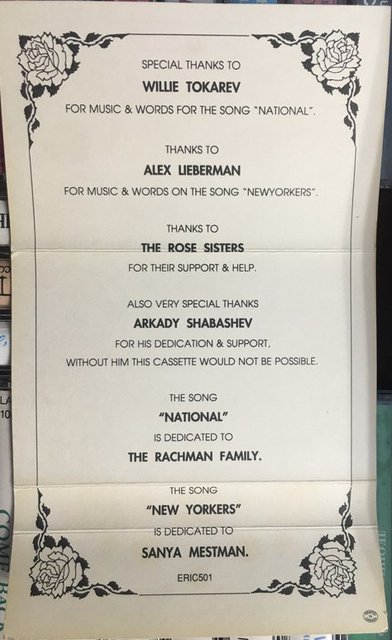 SPECIAL THANKS TO
WILLIE TOKAREV
FOR MUSIC & WORDS FOR THE SONG "NATIONAL".
THANKS TO
ALEX LIEBERMAN
FOR MUSIC & WORDS ON THE SONG "NEWYORKERS".
THANKS TO
THE ROSE SISTERS
FOR THEIR SUPPORT & HELP.
ALSO VERY SPECIAL THANKS
ARKADY SHABASHEV
FOR HIS DEDICATION & SUPPORT,
WITHOUT HIM THIS CASSETTE WOULD NOT BE POSSIBLE.
THE SONG
"NATIONAL"
IS DEDICATED TO
THE RACHMAN FAMILY.
THE SONG
"NEW YORKERS"
IS DEDICATED TO
SANYA MESTMAN.
ERIC501